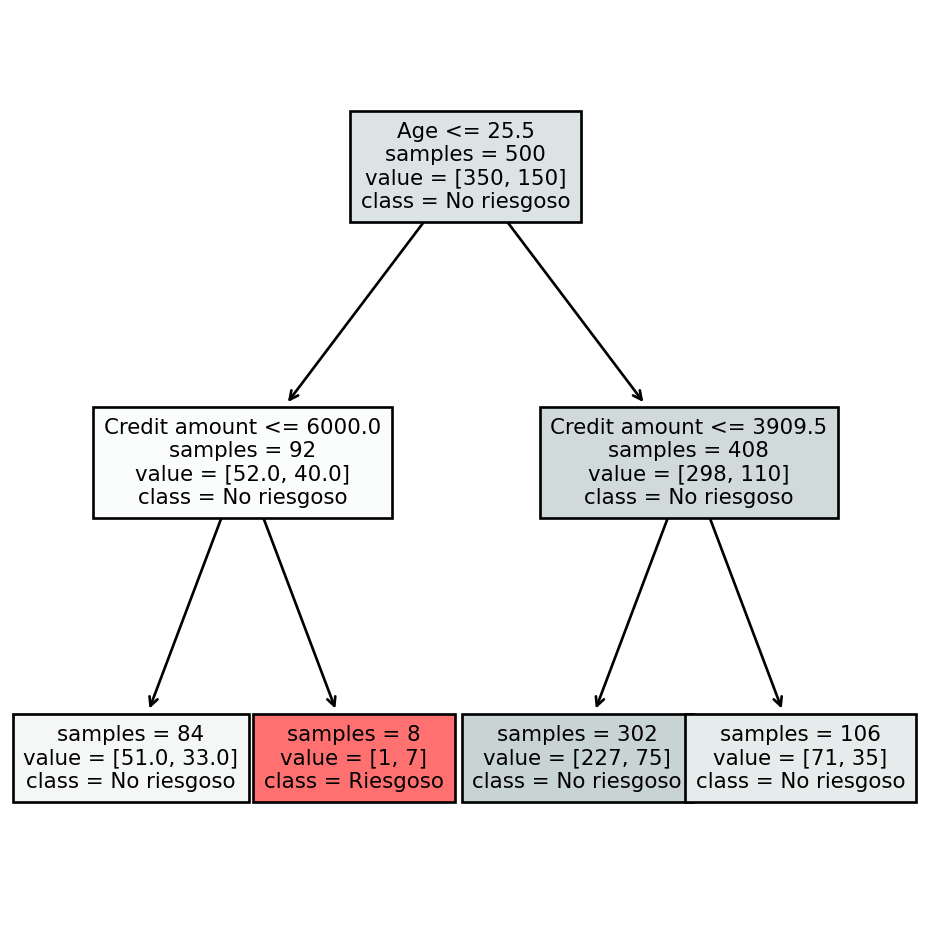 Age <= 25.5
samples = 500
value = [350, 150]
class = No riesgoso
Credit amount <= 6000.0
samples = 92
value = [52.0, 40.0]
class = No riesgoso
Credit amount <= 3909.5
samples = 408
value = [298, 110]
class = No riesgoso
samples = 84
value = [51.0, 33.0]
class = No riesgoso
samples = 8
value = [1, 7]
class = Riesgoso
samples = 302
value = [227, 75]
class = No riesgoso
samples = 106
value = [71, 35]
class = No riesgoso